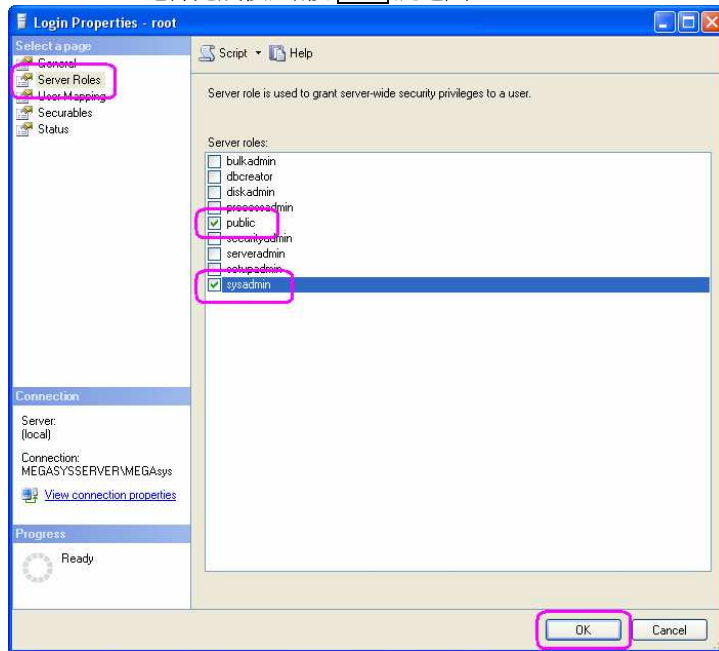 Login Properties - root
Select a page
General
Server Roles
User Mapping
Securables
Status
Script
Help
Server role is used to grant server-wide security privileges to a user.
Server roles:
bulkadmin
dbcreator
diskadmin
processadmin
public
securityadmin
serveradmin
setupadmin
sysadmin
Connection
Server:
(local)
Connection:
MEGASYSSERVER\MEGAsys
View connection properties
Progress
Ready
OK
Cancel